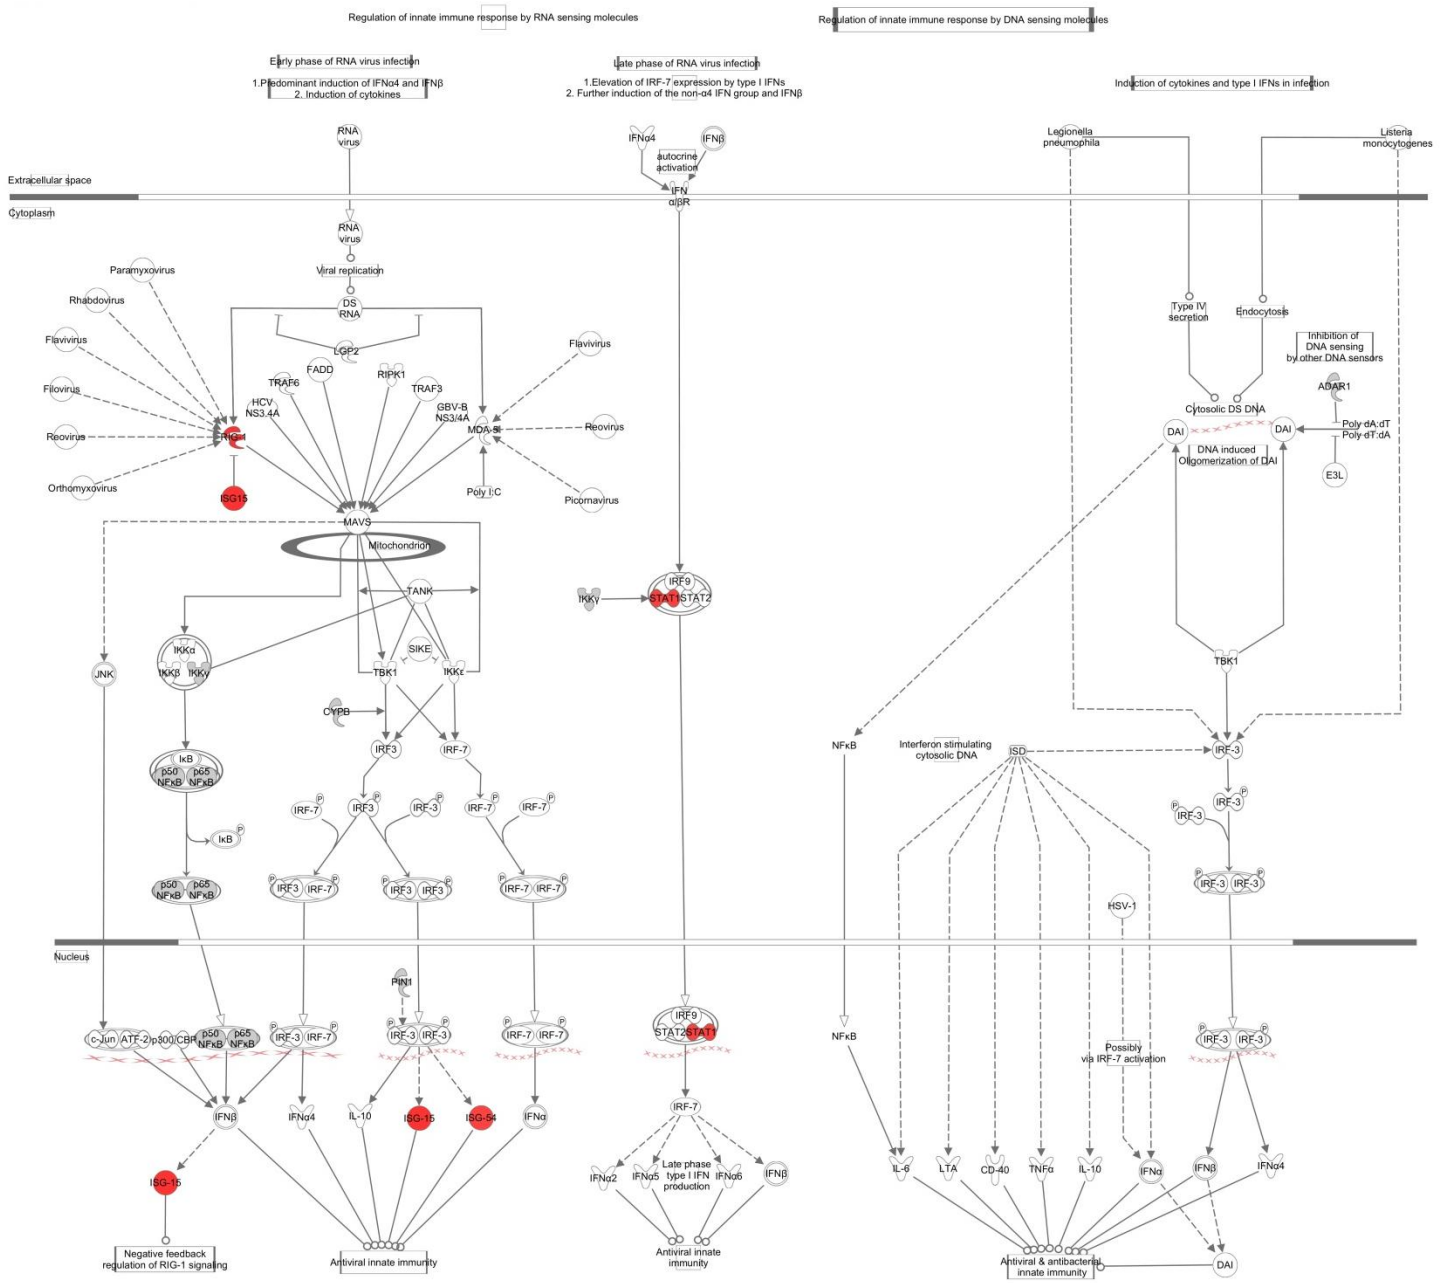 Regulation of innate immune response by RNA sensing molecules
Regulation of innate immune response by DNA sensing molecules
Early phase of RNA virus infection
1.Predominant induction of IFNα4 and IFNβ
2. Induction of cytokines
Late phase of RNA virus infection
1.Elevation of IRF-7 expression by type I IFNs
2. Further induction of the non-α4 IFN group and IFNβ
Induction of cytokines and type I IFNs in infection
RNA
virus
IFNα4
IFNβ
autocrine
activation
Legionella
pneumophila
Listeria
monocytogenes
Extracellular space
IFN
α/βR
Cytoplasm
RNA
virus
Viral replication
Paramyxovirus
Rhabdovirus
Flavivirus
Filovirus
Reovirus
Orthomyxovirus
DS
RNA
LGP2
FADD
TRAF6
HCV
NS3.4A
RIPK1
TRAF3
GBV-B
NS3/4A
RIG-1
MDA-5
ISG15
Poly I:C
Flavivirus
Reovirus
Picornavirus
Type IV
secretion
Endocytosis
Inhibition of
DNA sensing
by other DNA sensors
ADAR1
Cytosolic DS DNA
DAI
DAI
DNA induced
Oligomerization of DAI
Poly dA:dT
Poly dT:dA
E3L
MAVS
Mitochondrion
TANK
IKKγ
IRF9
STAT1
STAT2
SIKE
JNK
IKKα
IKKβ
IKKγ
TBK1
IKKε
TBK1
CYPB
IRF3
IRF-7
NFκB
Interferon stimulating
cytosolic DNA
ISD
IRF-3
IκB
p50
NFκB
p65
NFκB
IRF-7
P
IRF3
P
IRF-3
P
IRF-7
P
IRF-7
P
P
IRF-3
IRF-3
P
IκB
P
p50
NFκB
p65
NFκB
P
IRF3
IRF-7
P
P
IRF3
IRF3
P
P
IRF-7
IRF-7
P
P
IRF-3
IRF-3
P
HSV-1
Nucleus
PIN1
c-Jun
ATF-2
p300/CBP
p50
NFκB
p65
NFκB
P
IRF-3
IRF-7
P
P
IRF-3
IRF-3
P
P
IRF-7
IRF-7
P
IRF9
STAT2
STAT1
NFκB
Possibly
via IRF-7 activation
P
IRF-3
IRF-3
P
IFNβ
IFNα4
IL-10
ISG-15
ISG-54
IFNα
IRF-7
ISG-15
IFNα2
IFNα5
Late phase
type I IFN
production
IFNα6
IFNβ
IL-6
LTA
CD-40
TNFα
IL-10
IFNα
IFNβ
IFNα4
Negative feedback
regulation of RIG-1 signaling
Antiviral innate immunity
Antiviral innate
immunity
Antiviral & antibacterial
innate immunity
DAI